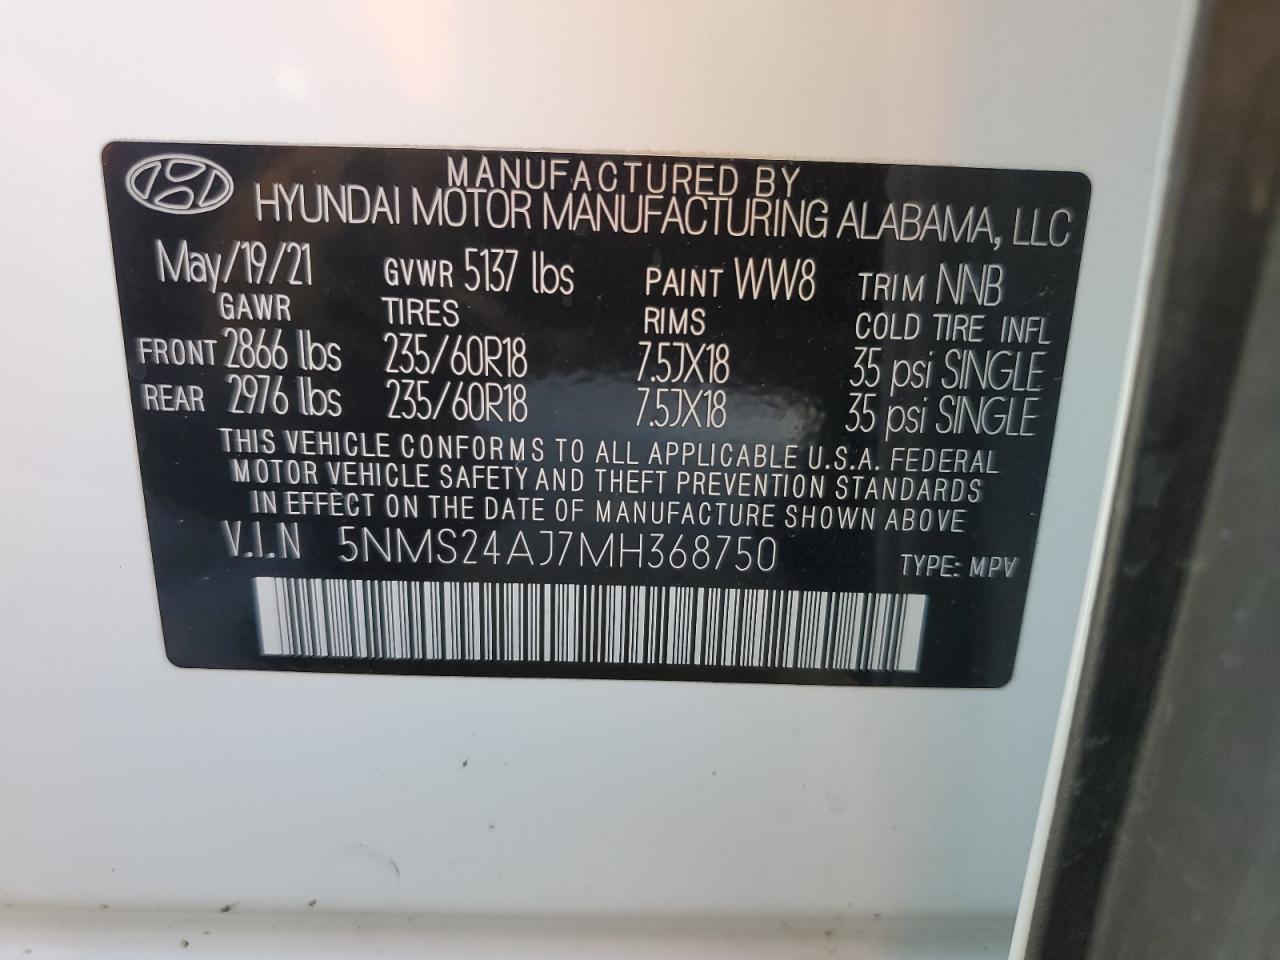 MANUFACTURED BY
HYUNDAI MOTOR MANUFACTURING ALABAMA, LLC
May/19/21 GVWR 5137 lbs PAINT WW8 TRIM NNB
GAWR TIRES RIMS COLD TIRE INFL
FRONT 2866 lbs 235/60R18 7.5JX18 35 psi SINGLE
REAR 2976 lbs 235/60R18 7.5JX18 35 psi SINGLE
THIS VEHICLE CONFORMS TO ALL APPLICABLE U.S.A. FEDERAL
MOTOR VEHICLE SAFETY AND THEFT PREVENTION STANDARDS
IN EFFECT ON THE DATE OF MANUFACTURE SHOWN ABOVE
V.I.N 5NMS24AJ7MH368750 TYPE: MPV